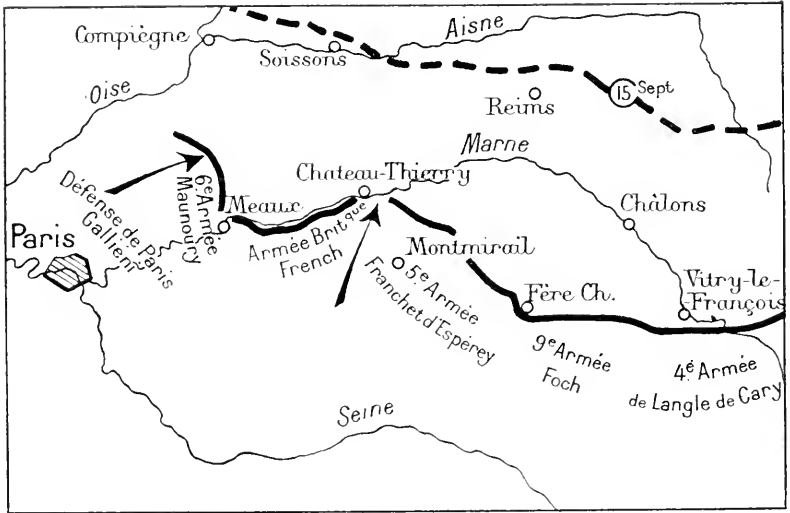 Compiègne
Soissons
Aisne
15 Sept
Oise
Reims
Marne
Chateau-Thierry
Défense de Paris
Galliéni
6e. Armée
Maunoury
Meaux
Armée Britque
French
Châlons
Paris
Montmirail
5e. Armée
Franchet d'Espérey
Fère Ch.
Vitry-le-
François
9e Armée
Foch
4e. Armée
de Langle de Cary
Seine